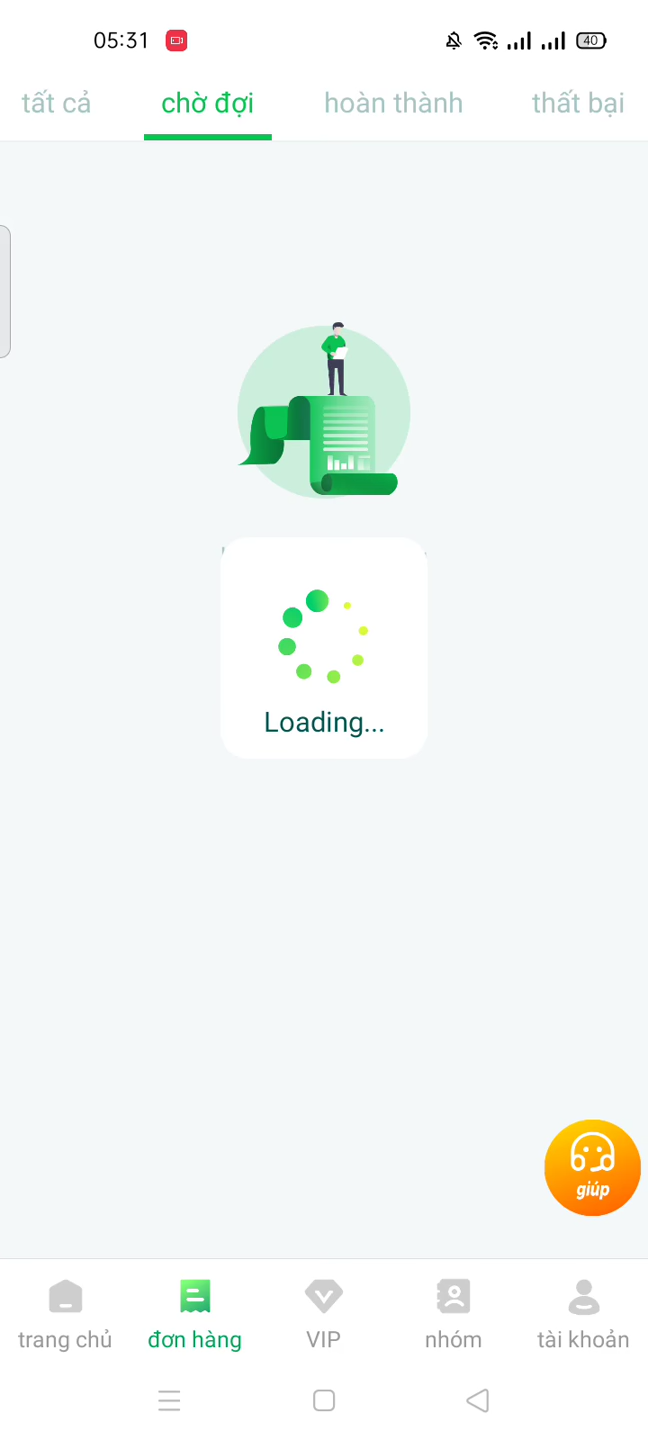 05:31
40
tất cả
chờ đợi
hoàn thành
thất bại
Loading...
giúp
trang chủ
đơn hàng
VIP
nhóm
tài khoản